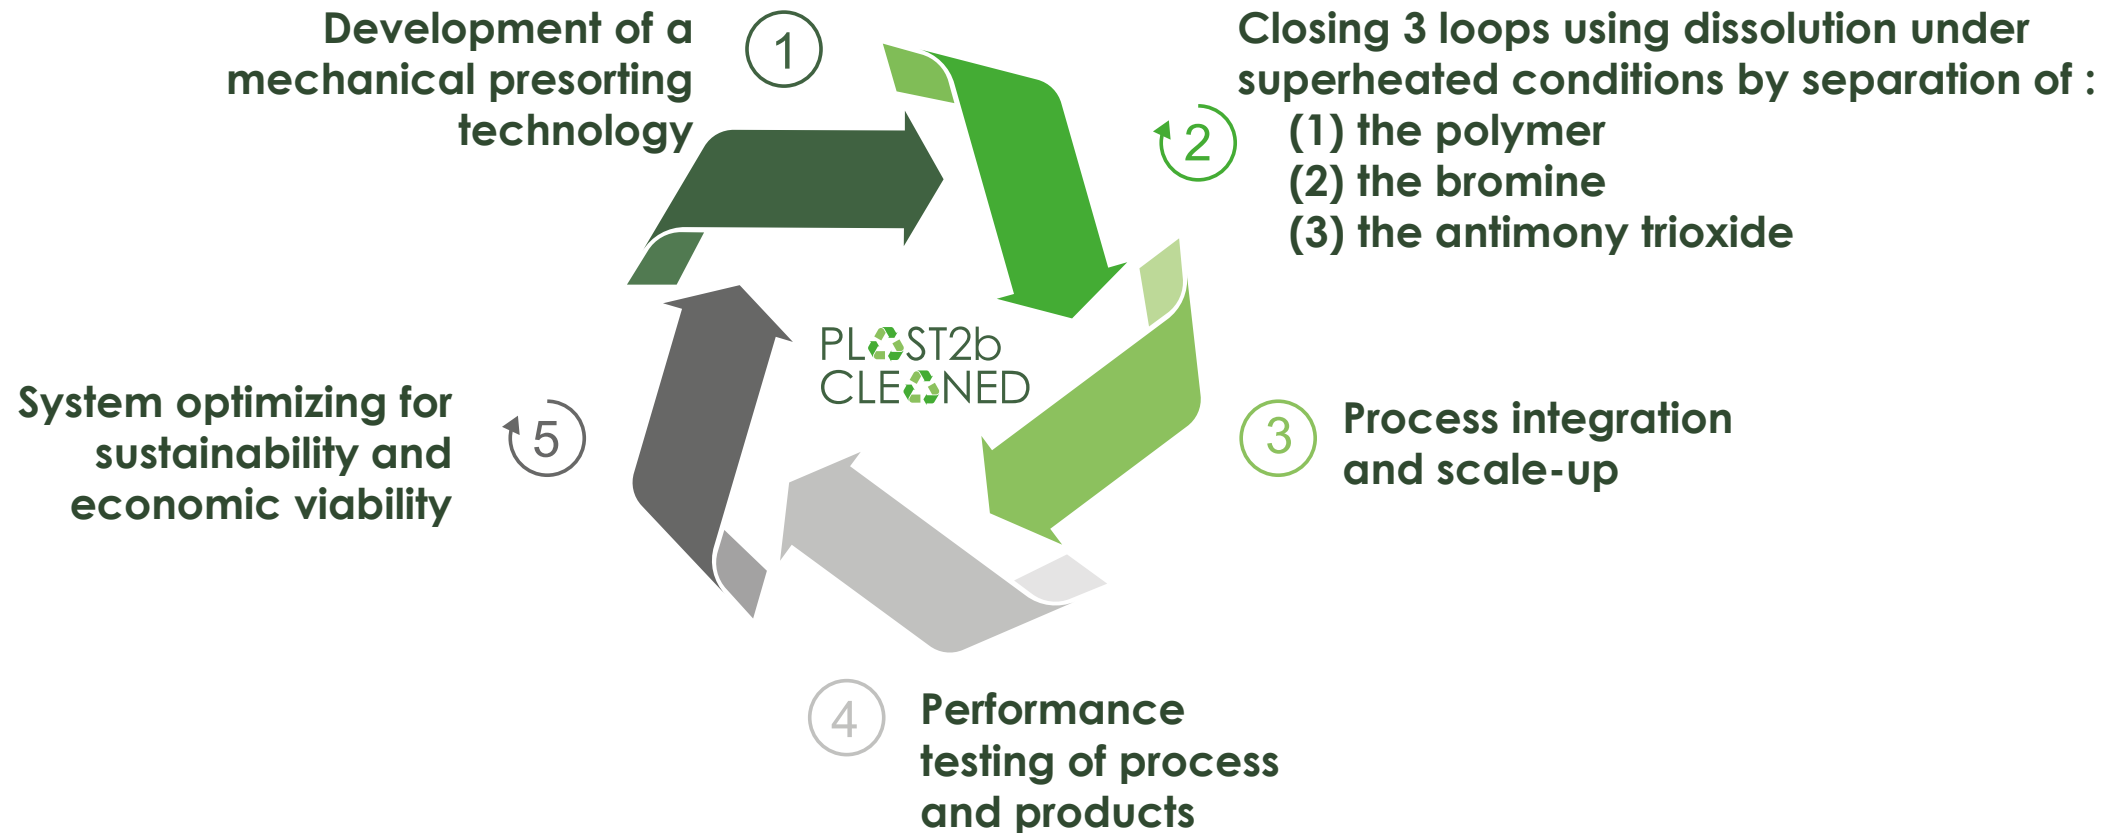 Development of a
mechanical presorting
technology
1
Closing 3 loops using dissolution under
superheated conditions by separation of :
(1) the polymer
(2) the bromine
(3) the antimony trioxide
2
PLAST2b
CLEANED
System optimizing for
sustainability and
economic viability
5
3
Process integration
and scale-up
4
Performance
testing of process
and products